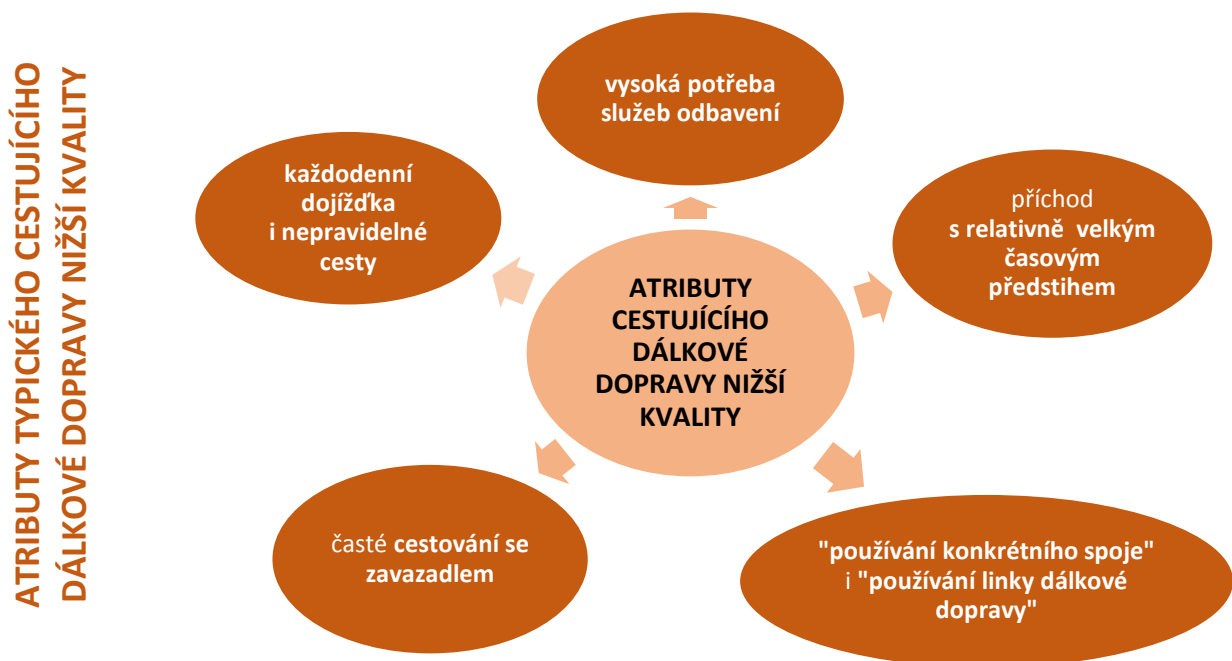 ATRIBUTY TYPICKÉHO CESTUJÍCÍHO
DÁLKOVÉ DOPRAVY NIŽŠÍ KVALITY
vysoká potřeba
služeb odbavení
každodenní
dojížďka
i nepravidelné
cesty
příchod
s relativně velkým
časovým
předstihem
ATRIBUTY
CESTUJÍCÍHO
DÁLKOVÉ
DOPRAVY NIŽŠÍ
KVALITY
časté cestování se
zavazadlem
"používání konkrétního spoje"
i "používání linky dálkové
dopravy"